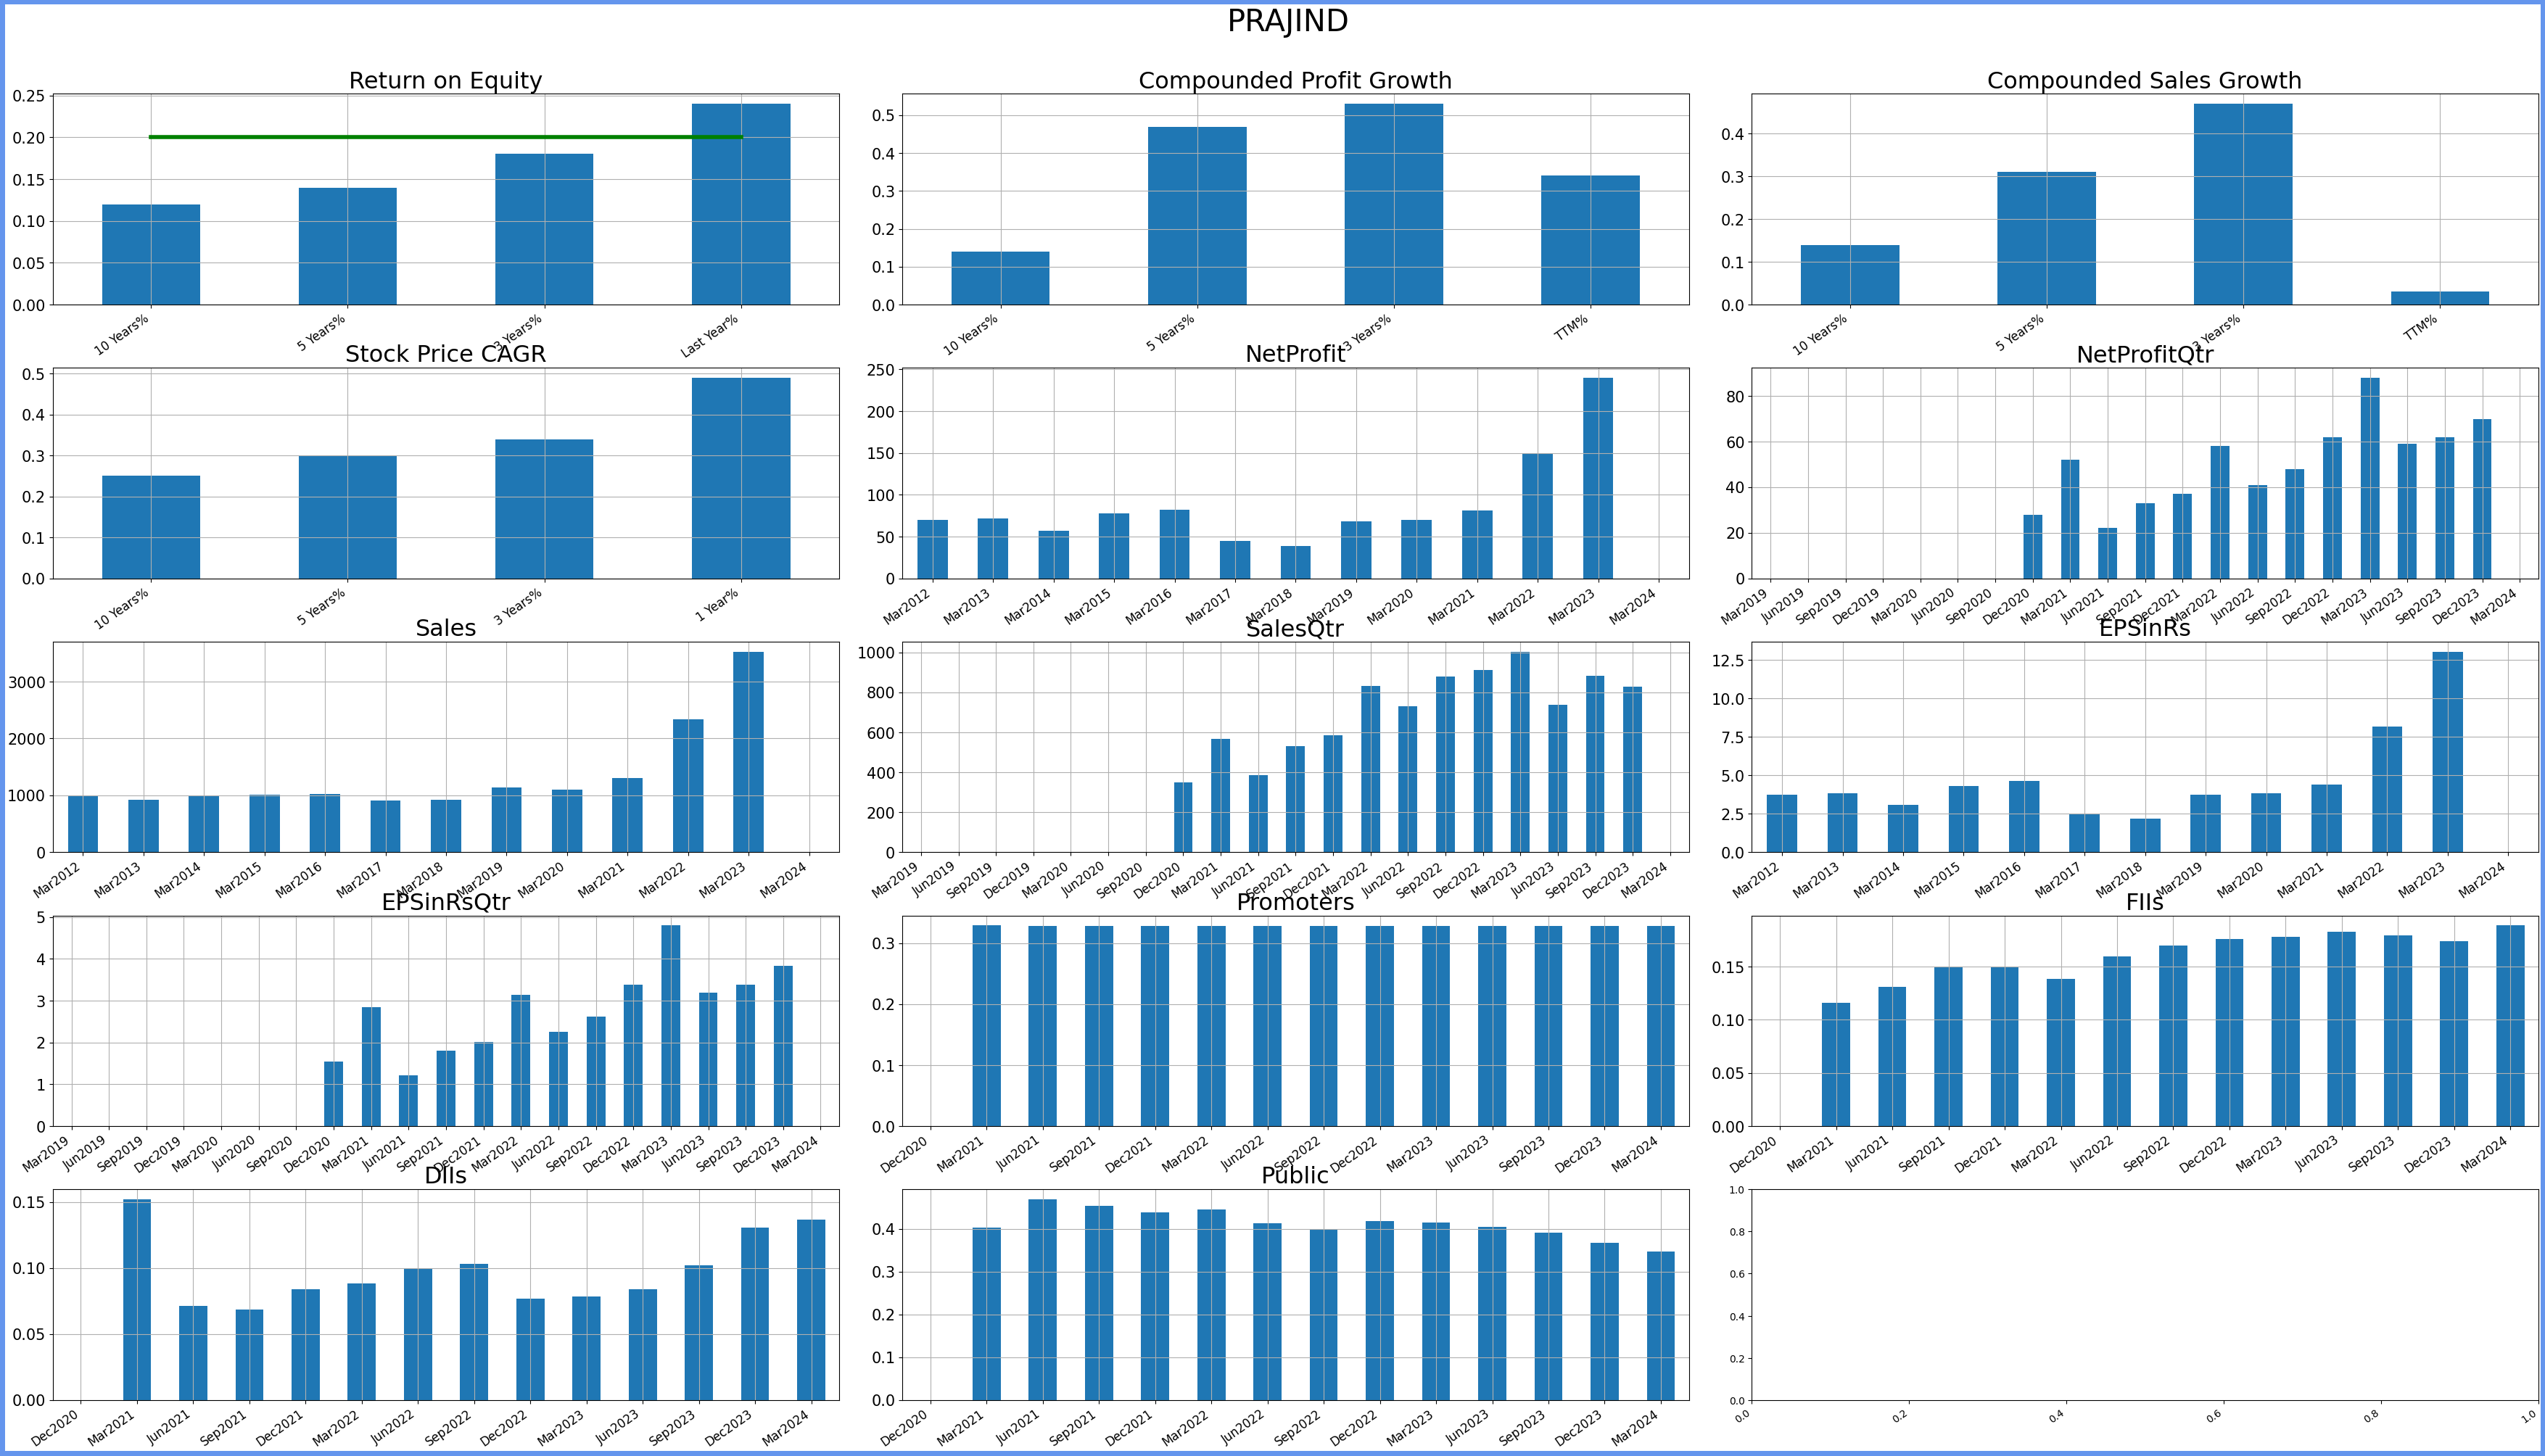 PRAJIND
Return on Equity
0.25
0.20
0.15
0.10
0.05
0.00
10 Years%
5 Years%
3 Years%
Last Year%
Compounded Profit Growth
0.5
0.4
0.3
0.2
0.1
0.0
10 Years%
5 Years%
3 Years%
TTM%
Compounded Sales Growth
0.4
0.3
0.2
0.1
0.0
10 Years%
5 Years%
3 Years%
TTM%
Stock Price CAGR
0.5
0.4
0.3
0.2
0.1
0.0
10 Years%
5 Years%
3 Years%
1 Year%
NetProfit
250
200
150
100
50
0
Mar2012
Mar2013
Mar2014
Mar2015
Mar2016
Mar2017
Mar2018
Mar2019
Mar2020
Mar2021
Mar2022
Mar2023
Mar2024
NetProfitQtr
80
60
40
20
0
Mar2019
Jun2019
Sep2019
Dec2019
Mar2020
Jun2020
Sep2020
Dec2020
Mar2021
Jun2021
Sep2021
Dec2021
Mar2022
Jun2022
Sep2022
Dec2022
Mar2023
Jun2023
Sep2023
Dec2023
Mar2024
Sales
3000
2000
1000
0
Mar2012
Mar2013
Mar2014
Mar2015
Mar2016
Mar2017
Mar2018
Mar2019
Mar2020
Mar2021
Mar2022
Mar2023
Mar2024
SalesQtr
1000
800
600
400
200
0
Mar2019
Jun2019
Sep2019
Dec2019
Mar2020
Jun2020
Sep2020
Dec2020
Mar2021
Jun2021
Sep2021
Dec2021
Mar2022
Jun2022
Sep2022
Dec2022
Mar2023
Jun2023
Sep2023
Dec2023
Mar2024
EPSinRs
12.5
10.0
7.5
5.0
2.5
0.0
Mar2012
Mar2013
Mar2014
Mar2015
Mar2016
Mar2017
Mar2018
Mar2019
Mar2020
Mar2021
Mar2022
Mar2023
Mar2024
EPSinRsQtr
5
4
3
2
1
0
Mar2019
Jun2019
Sep2019
Dec2019
Mar2020
Jun2020
Sep2020
Dec2020
Mar2021
Jun2021
Sep2021
Dec2021
Mar2022
Jun2022
Sep2022
Dec2022
Mar2023
Jun2023
Sep2023
Dec2023
Mar2024
Promoters
0.3
0.2
0.1
0.0
Dec2020
Mar2021
Jun2021
Sep2021
Dec2021
Mar2022
Jun2022
Sep2022
Dec2022
Mar2023
Jun2023
Sep2023
Dec2023
Mar2024
FIIs
0.15
0.10
0.05
0.00
Dec2020
Mar2021
Jun2021
Sep2021
Dec2021
Mar2022
Jun2022
Sep2022
Dec2022
Mar2023
Jun2023
Sep2023
Dec2023
Mar2024
DIIs
0.15
0.10
0.05
0.00
Dec2020
Mar2021
Jun2021
Sep2021
Dec2021
Mar2022
Jun2022
Sep2022
Dec2022
Mar2023
Jun2023
Sep2023
Dec2023
Mar2024
Public
0.4
0.3
0.2
0.1
0.0
Dec2020
Mar2021
Jun2021
Sep2021
Dec2021
Mar2022
Jun2022
Sep2022
Dec2022
Mar2023
Jun2023
Sep2023
Dec2023
Mar2024
1.0
0.8
0.6
0.4
0.2
0.0
0.0
0.2
0.4
0.6
0.8
1.0